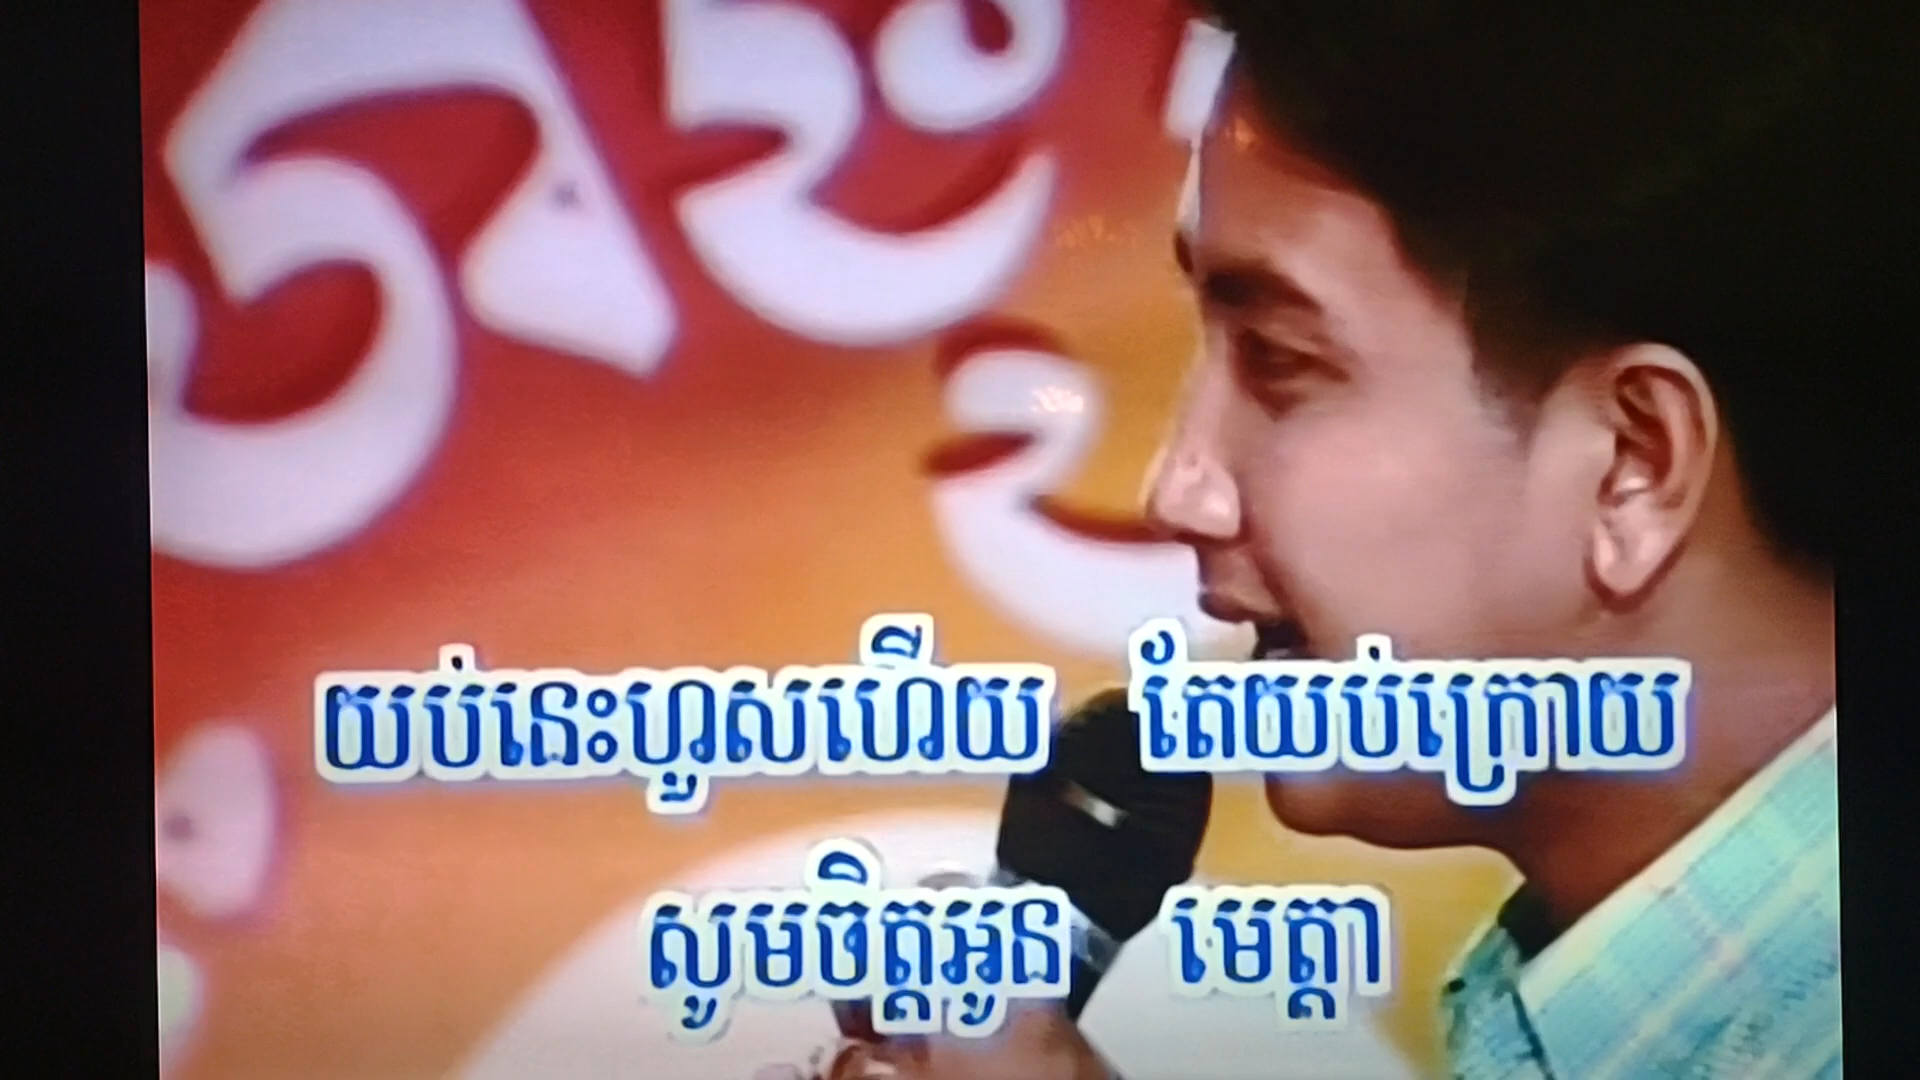 យប់នេះហួសហើយ តែយប់ក្រោយ
សូមចិត្តអូន មេត្តា